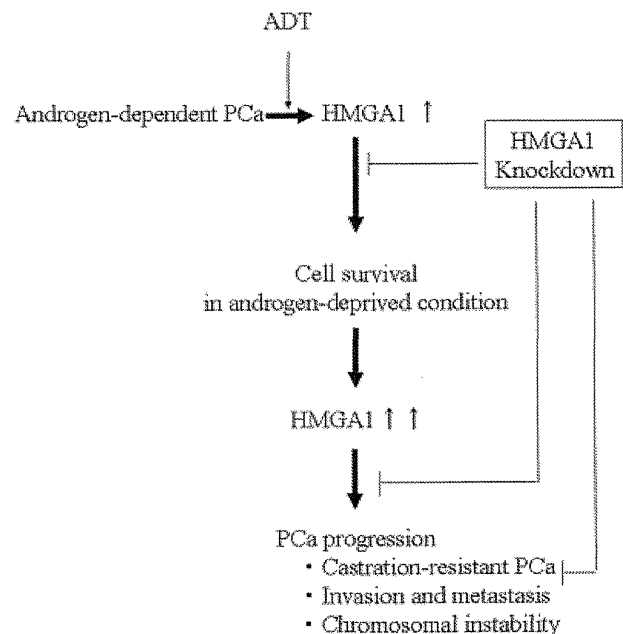 ADT
Androgen-dependent PCa
HMGA1 ↑
HMGA1
Knockdown
Cell survival
in androgen-deprived condition
HMGA1 ↑ ↑
PCa progression
・Castration-resistant PCa
・Invasion and metastasis
・Chromosomal instability